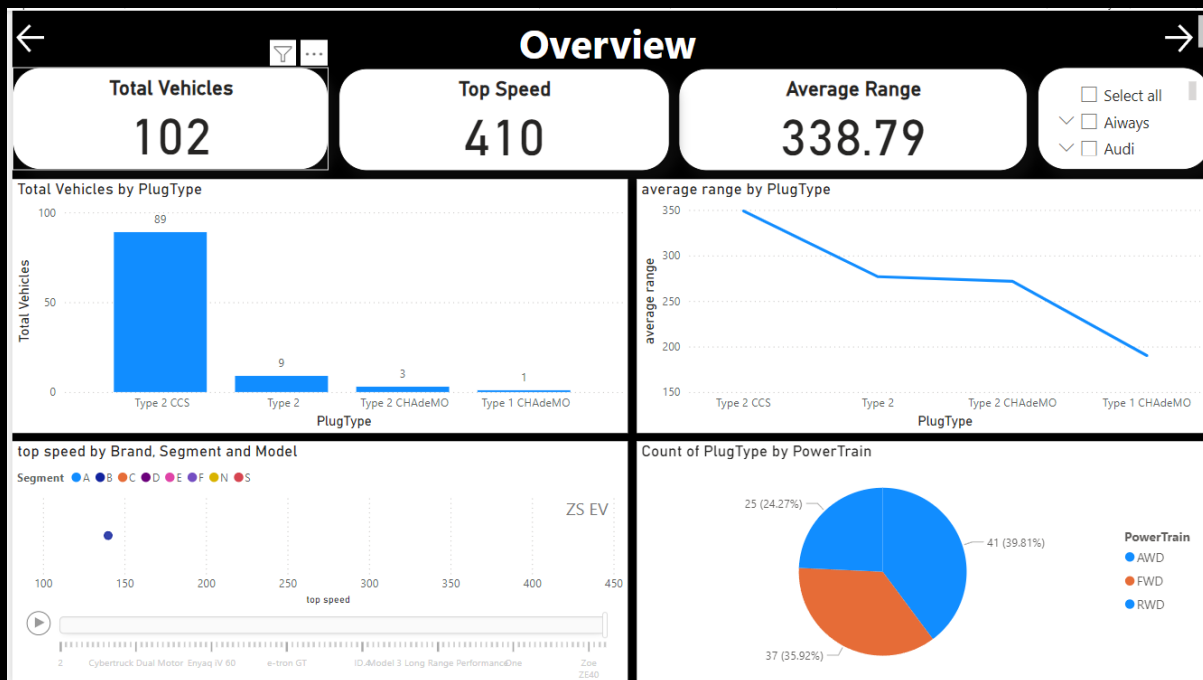 Overview
Total Vehicles
102
Top Speed
410
Average Range
338.79
Select all
Aiways
Audi
Total Vehicles by PlugType
100
50
0
Total Vehicles
89
9
3
1
Type 2 CCS Type 2 Type 2 CHAdeMO Type 1 CHAdeMO
PlugType
average range by PlugType
350
300
250
200
150
average range
Type 2 CCS Type 2 Type 2 CHAdeMO Type 1 CHAdeMO
PlugType
top speed by Brand, Segment and Model
Segment A B C D E F N S
ZS EV
100 150 200 250 300 350 400 450
top speed
2 Cybertruck Dual Motor Enyaq iV 60 e-tron GT ID.4 Model 3 Long Range Performance One Zoe
ZE40
Count of PlugType by PowerTrain
25 (24.27%)
41 (39.81%)
37 (35.92%)
PowerTrain
AWD
FWD
RWD